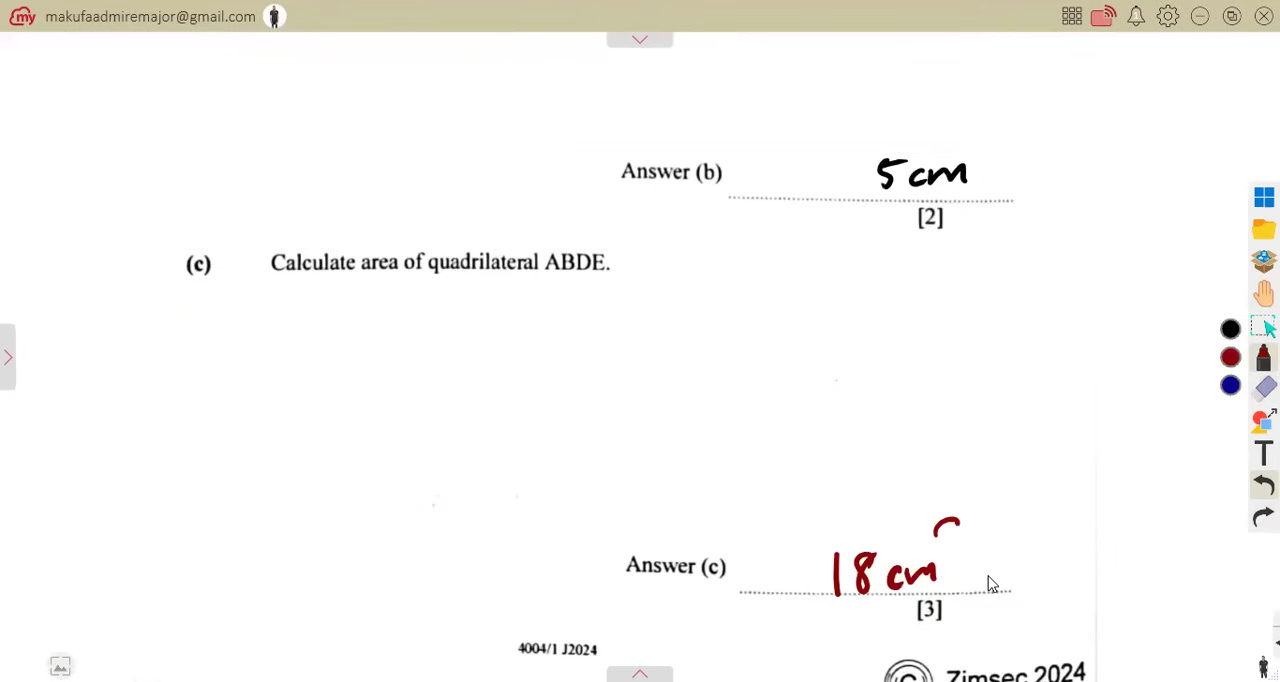 my makufaadmiremajor@gmail.com
Answer (b) 5 cm
[2]
(c) Calculate area of quadrilateral ABDE.
Answer (c) 18 cm
[3]
4004/1 J2024
© Zimsec 2024
T